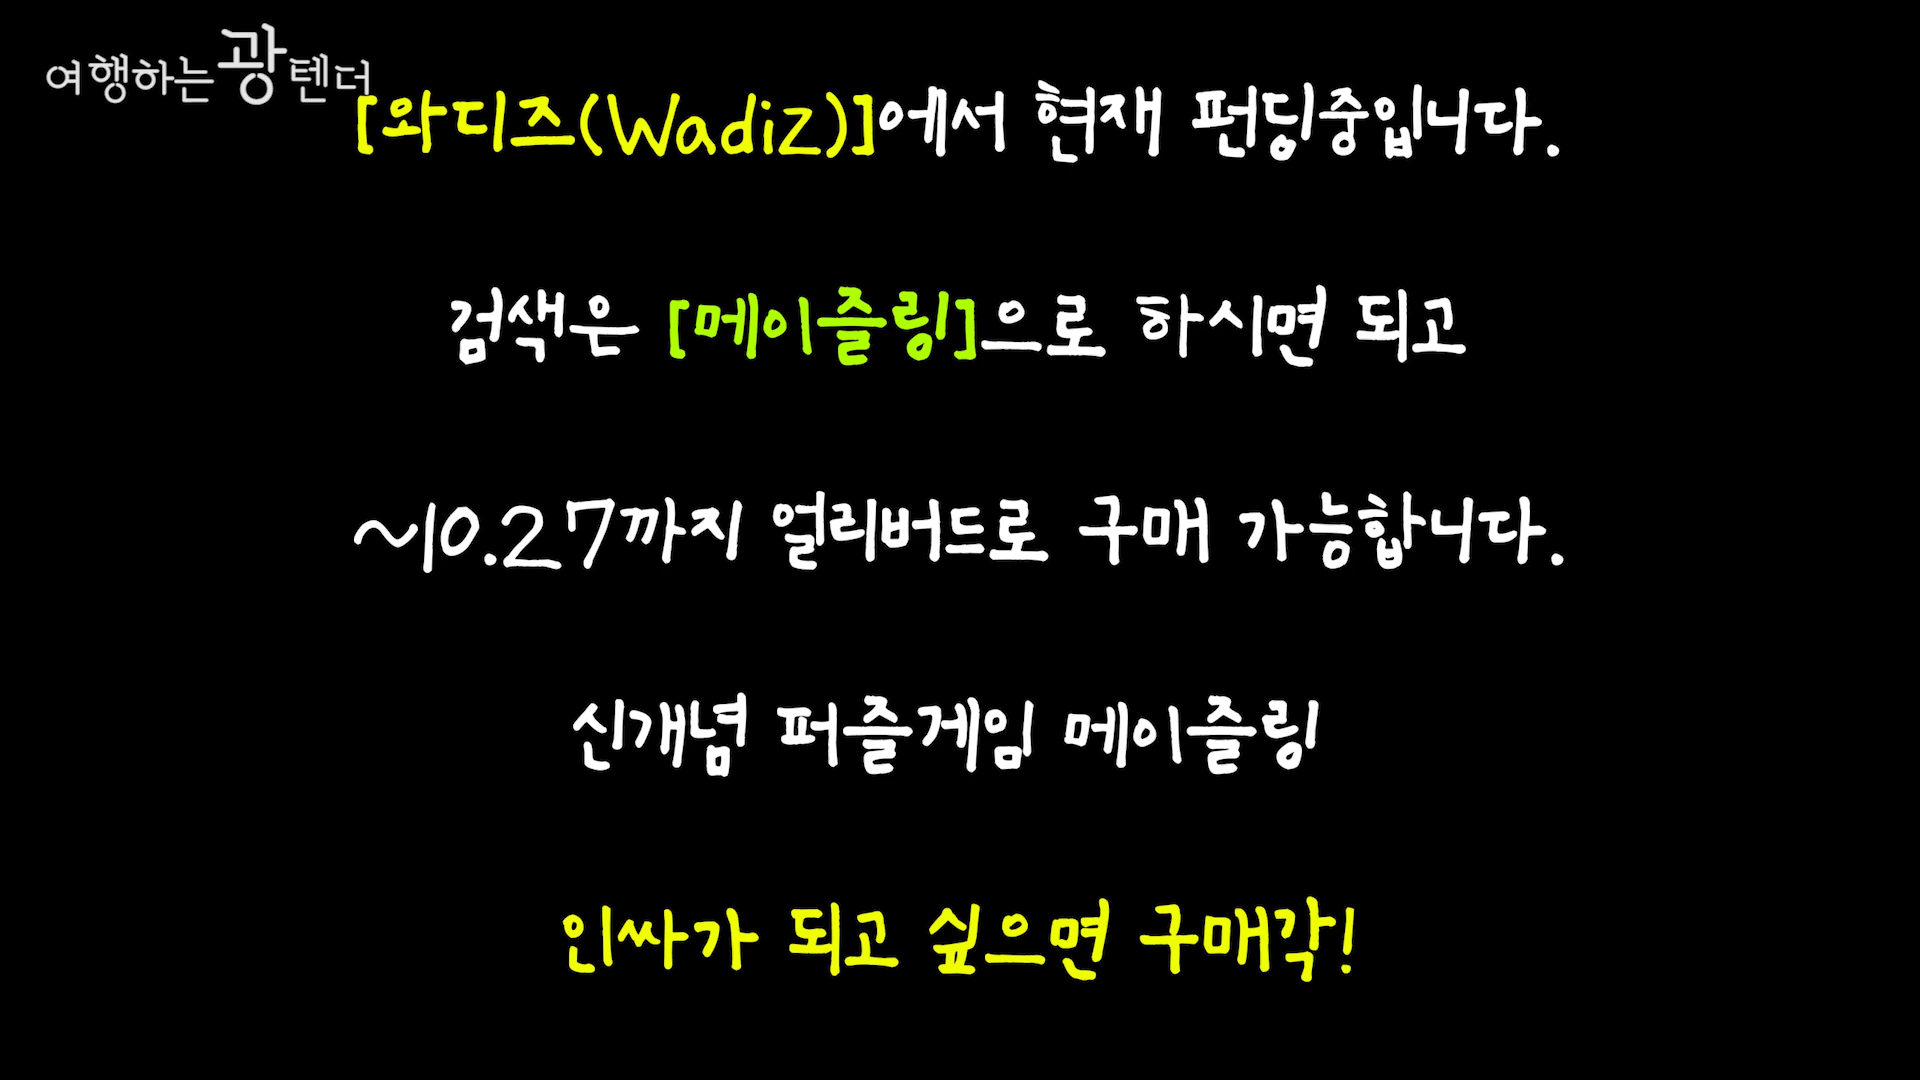 여행하는광텐더
[와디즈(Wadiz)]에서 현재 펀딩중입니다.
검색은 [메이즐링]으로 하시면 되고
~10.27까지 얼리버드로 구매 가능합니다.
신개념 퍼즐게임 메이즐링
인싸가 되고 싶으면 구매각!